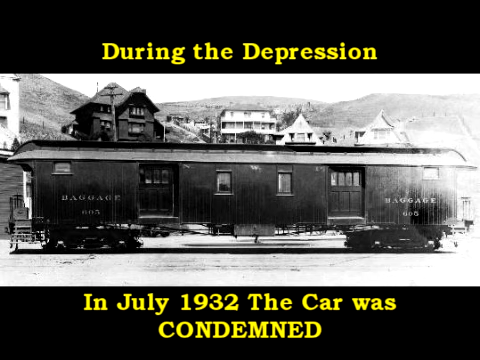 During the Depression
BAGGAGE
605
BAGGAGE
605
In July 1932 The Car was
CONDEMNED